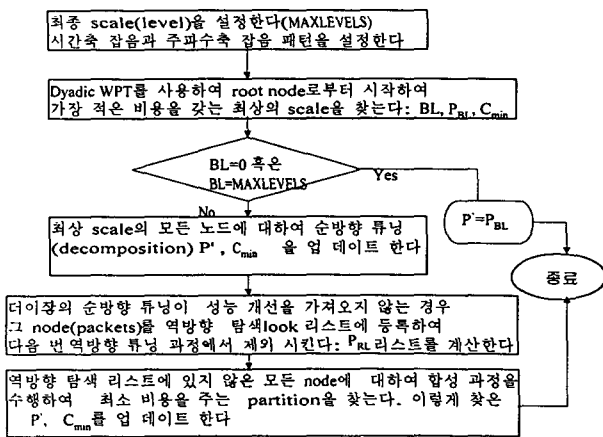 최종 scale(level)을 설정한다(MAXLEVELS)
시간축 잡음과 주파수축 잡음 패턴을 설정한다
Dyadic WPT를 사용하여 root node로부터 시작하여
가장 적은 비용을 갖는 최상의 scale을 찾는다: BL, P_BL, C_min
BL=0 혹은
BL=MAXLEVELS
Yes
No
P'=P_BL
최상 scale의 모든 노드에 대하여 순방향 튜닝
(decomposition) P', C_min 을 업 데이트 한다
종료
더이장의 순방향 튜닝이 성능 개선을 가져오지 않는 경우
그 node(packets)를 역방향 탐색look 리스트에 등록하여
다음 번 역방향 튜닝 과정에서 제외 시킨다: P_RL리스트를 계산한다
역방향 탐색 리스트에 있지 않은 모든 node에 대하여 합성 과정을
수행하여 최소 비용을 주는 partition을 찾는다. 이렇게 찾은
P', C_min를 업 데이트 한다